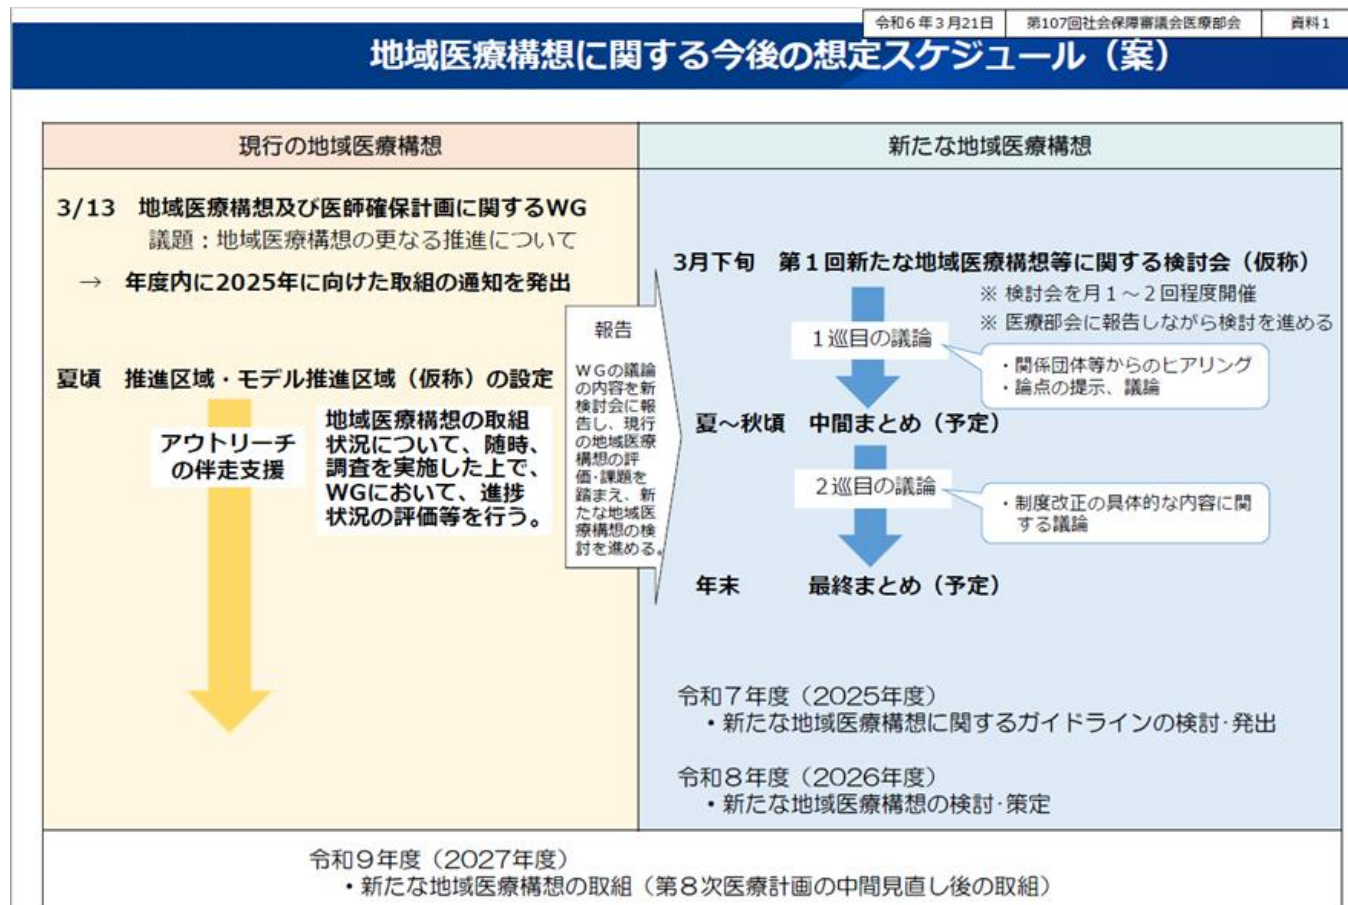 令和6年3月21日
第107回社会保障審議会医療部会
資料1
地域医療構想に関する今後の想定スケジュール（案）
現行の地域医療構想
3/13 地域医療構想及び医師確保計画に関するWG
議題：地域医療構想の更なる推進について
→ 年度内に2025年に向けた取組の通知を発出
夏頃 推進区域・モデル推進区域（仮称）の設定
アウトリーチ
の伴走支援
地域医療構想の取組
状況について、随時、
調査を実施した上で、
WGにおいて、進捗
状況の評価等を行う。
報告
WGの議論
の内容を新
検討会に報
告し、現行
の地域医療
構想の評
価・課題を
踏まえ、新
たな地域医
療構想の検
討を進める。
新たな地域医療構想
3月下旬 第1回新たな地域医療構想等に関する検討会（仮称）
※ 検討会を月1～2回程度開催
※ 医療部会に報告しながら検討を進める
1巡目の議論
・関係団体等からのヒアリング
・論点の提示、議論
夏～秋頃 中間まとめ（予定）
2巡目の議論
・制度改正の具体的な内容に関
する議論
年末 最終まとめ（予定）
令和7年度（2025年度）
・新たな地域医療構想に関するガイドラインの検討・発出
令和8年度（2026年度）
・新たな地域医療構想の検討・策定
令和9年度（2027年度）
・新たな地域医療構想の取組（第8次医療計画の中間見直し後の取組）